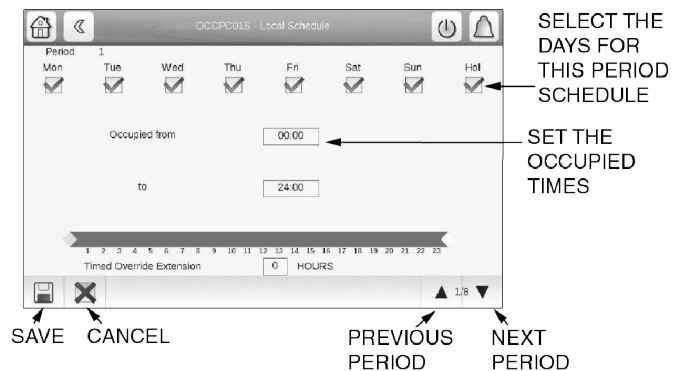 OCCPC01S - Local Schedule
SELECT THE
DAYS FOR
THIS PERIOD
SCHEDULE
Period 1
Mon Tue Wed Thu Fri Sat Sun Hol
Occupied from 00:00
SET THE
OCCUPIED
TIMES
to 24:00
1 2 3 4 5 6 7 8 9 10 11 12 13 14 15 16 17 18 19 20 21 22 23
Timed Override Extension 0 HOURS
1/8
SAVE CANCEL
PREVIOUS
PERIOD
NEXT
PERIOD